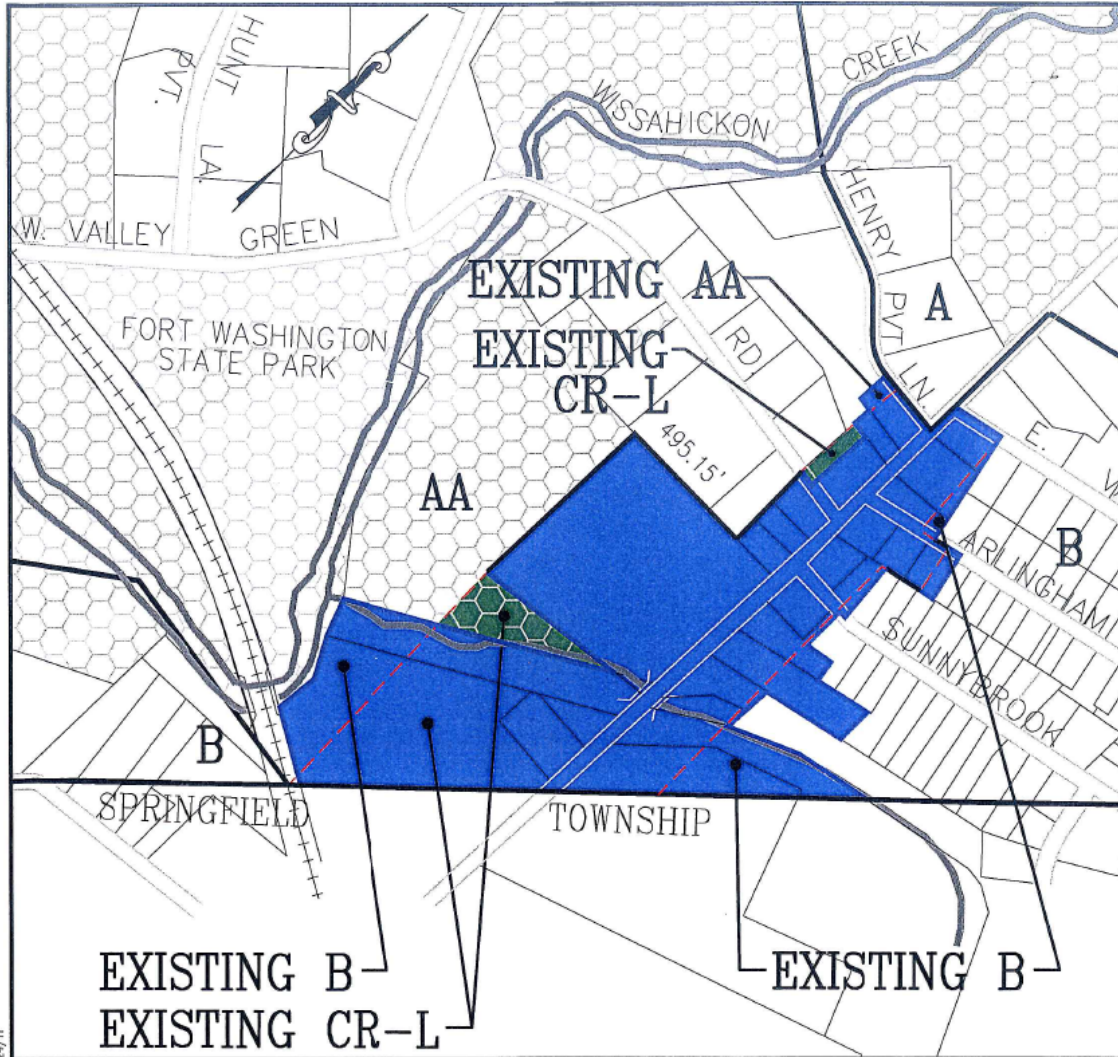 HUNT
PVT.
LA.
WISSAHICKON
CREEK
W. VALLEY
GREEN
HENRY
PVT
LN.
A
EXISTING AA
EXISTING
CR-L
RD
FORT WASHINGTON
STATE PARK
495.15'
AA
E.
ARLINGHAM
B
SUNNYBROOK
B
SPRINGFIELD
TOWNSHIP
EXISTING B
EXISTING CR-L
EXISTING B